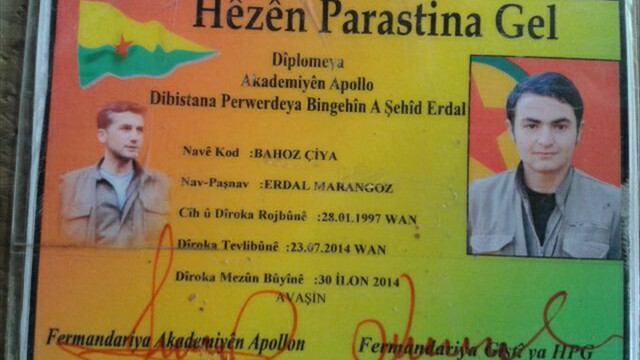 Hêzên Parastina Gel
Dîplomeya
Akademiyên Apollo
Dibistana Perwerdeya Bingehîn A Şehîd Erdal
Navê Kod :BAHOZ ÇİYA
Nav-Paşnav :ERDAL MARANGOZ
Cîh û Dîroka Rojbûnê :28.01.1997 WAN
Dîroka Tevlîbûnê :23.07.2014 WAN
Dîroka Mezûn Bûyînê :30 İLON 2014
AVAŞİN
Fermandariya Akademiyên Apollon
Fermandariya Giştî ya HPG